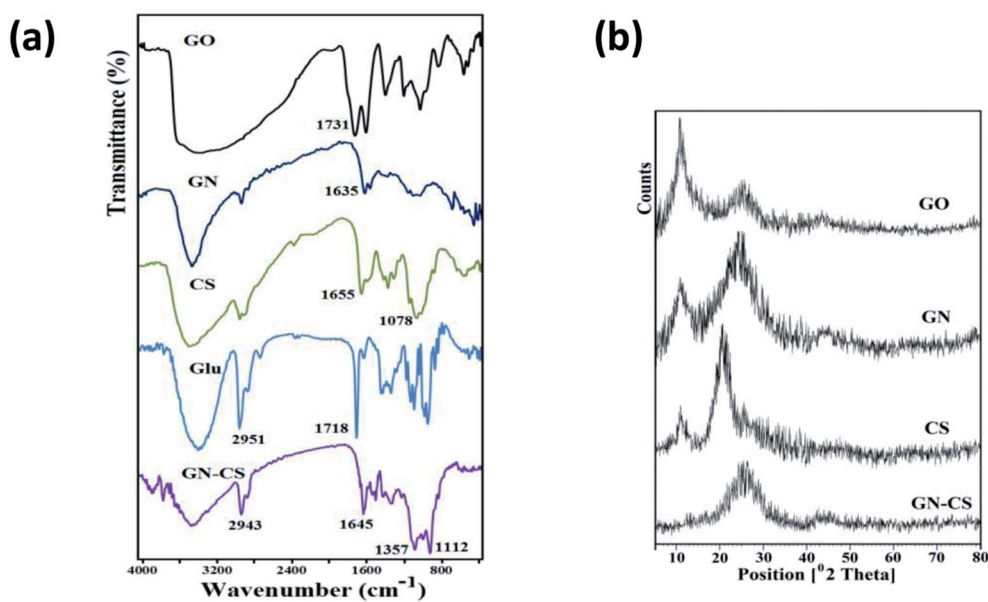 (a)
GO
1731
GN
1635
CS
1655
1078
Glu
2951
1718
GN-CS
2943
1645
1357
1112
Transmittance (%)
4000
3200
2400
1600
800
Wavenumber (cm⁻¹)
(b)
Counts
GO
GN
CS
GN-CS
10
20
30
40
50
60
70
80
Position [°2 Theta]